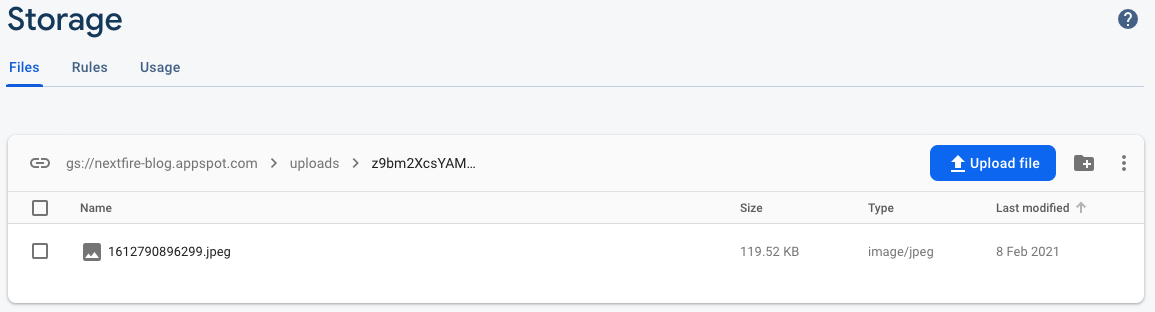 Storage
Files Rules Usage
gs://nextfire-blog.appspot.com uploads z9bm2XcsYAM... Upload file
Name Size Type Last modified
1612790896299.jpeg 119.52 KB image/jpeg 8 Feb 2021